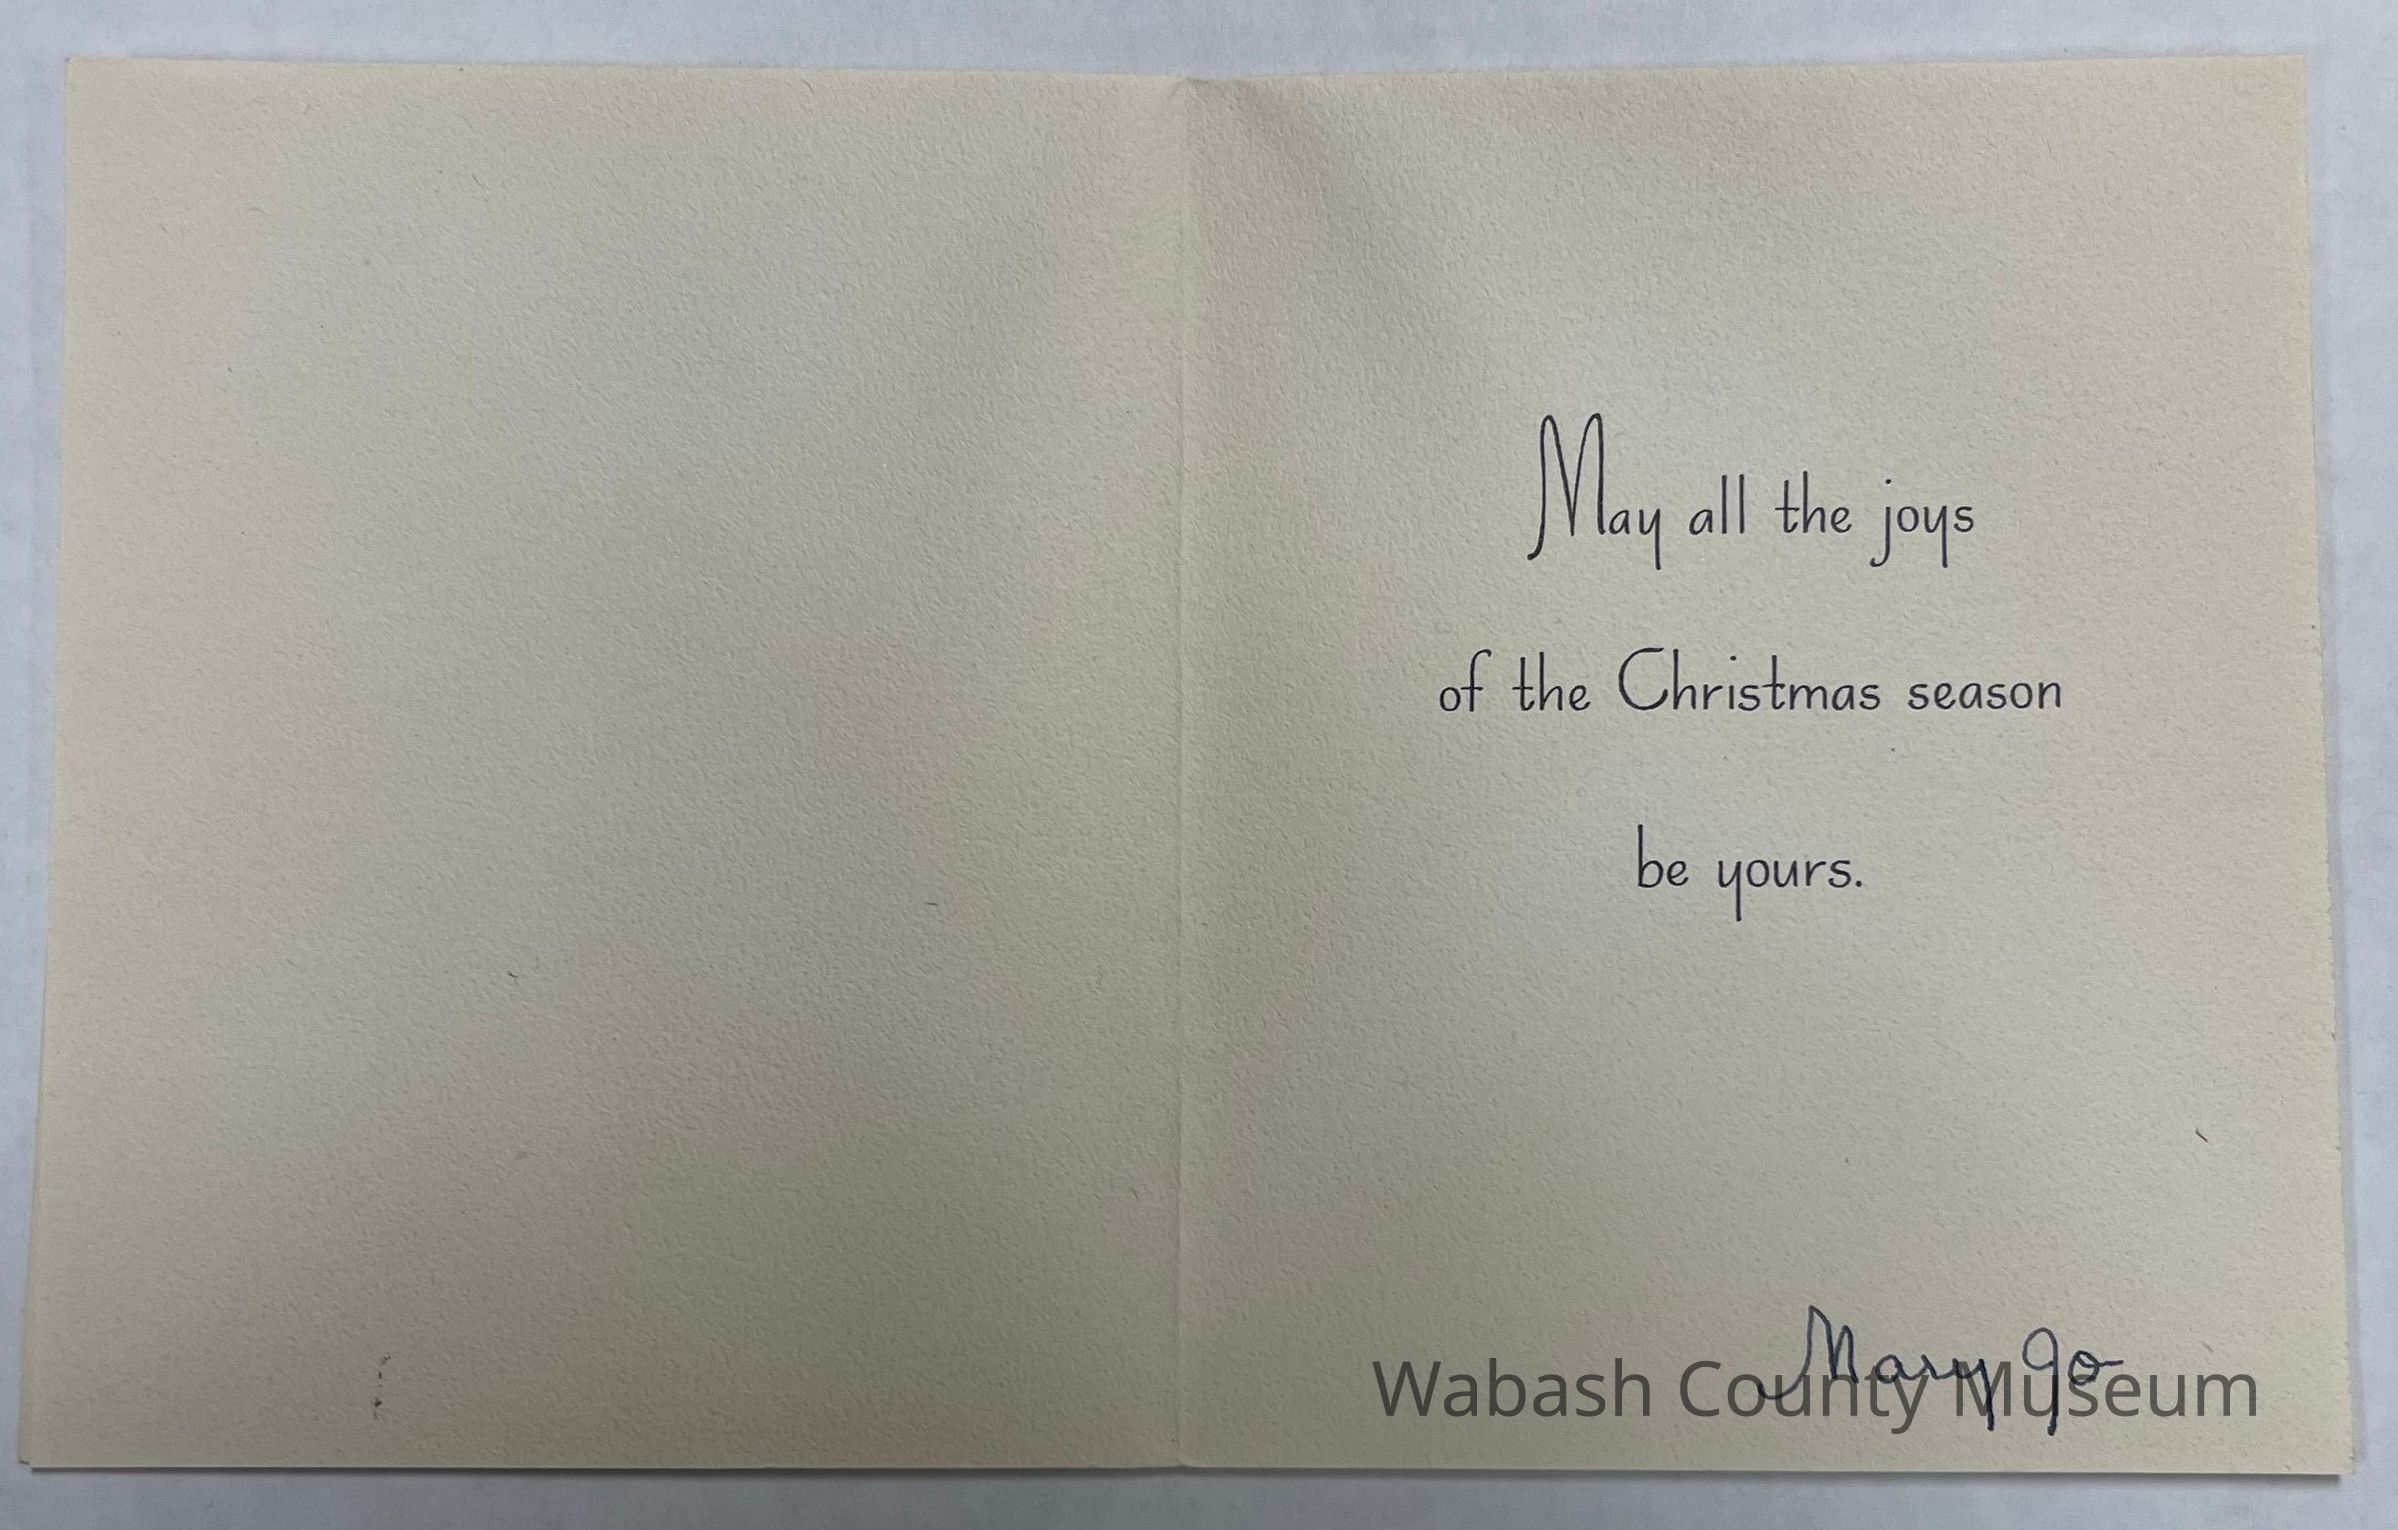 May all the joys
of the Christmas season
be yours.
Mary Jo
Wabash County Museum